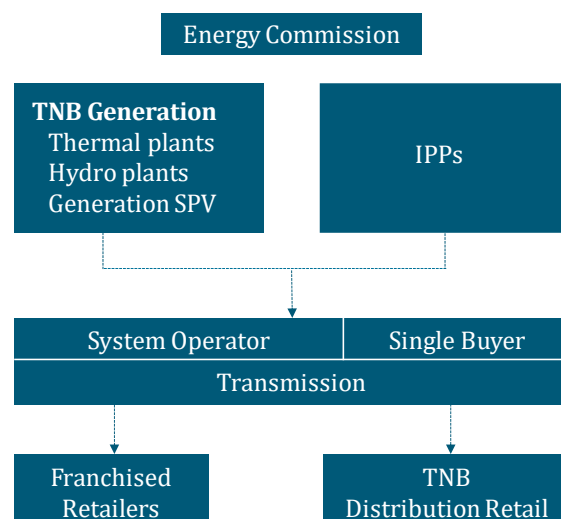 Energy Commission
TNB Generation
Thermal plants
Hydro plants
Generation SPV
IPPs
System Operator
Single Buyer
Transmission
Franchised
Retailers
TNB
Distribution Retail